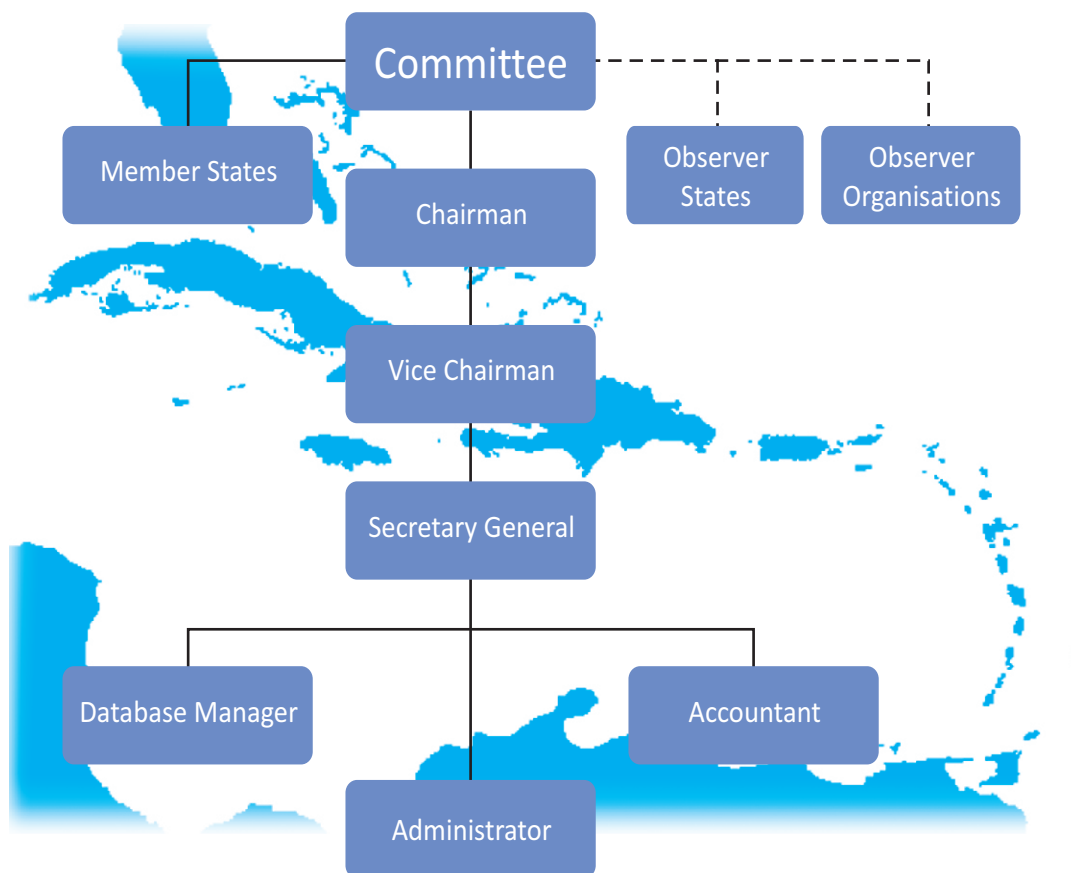 Committee
Member States
Observer
States
Observer
Organisations
Chairman
Vice Chairman
Secretary General
Database Manager
Accountant
Administrator